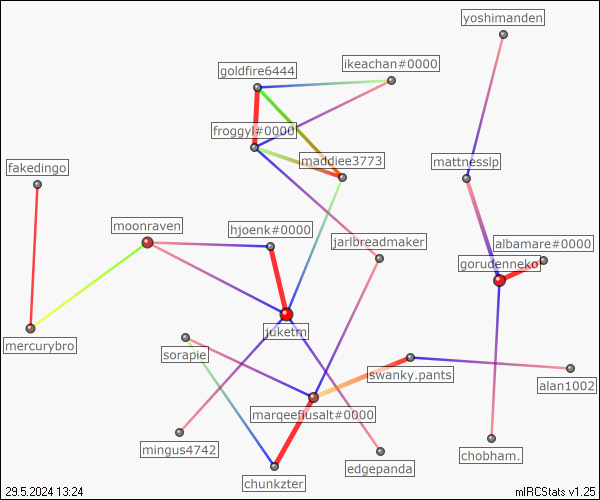 yoshimanden
ikeachan#0000
goldfire6444
froggyl#0000
maddiee3773
mattnesslp
fakedingo
moonraven
hjoenk#0000
jarlbreadmaker
albamare#0000
gorudenneko
juketm
mercurybro
sorapie
swanky.pants
alan1002
marqeefiusalt#0000
mingus4742
chobham.
edgepanda
chunkzter
29.5.2024 13:24
mIRCStats v1.25